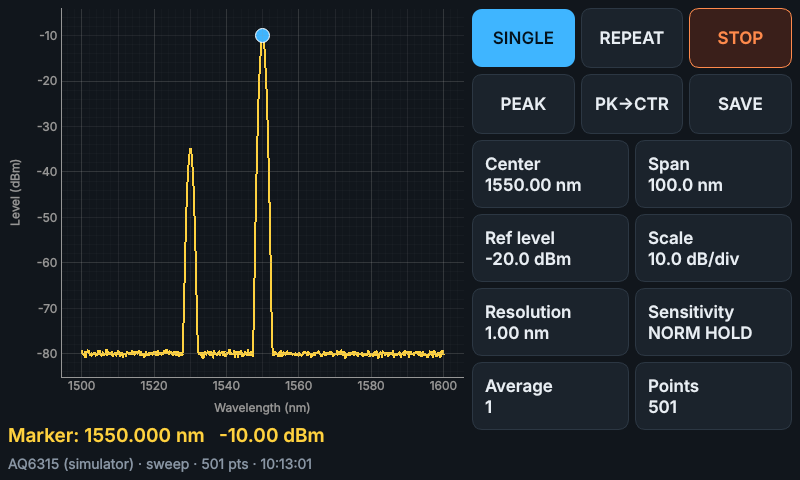 -10
-20
-30
-40
-50
-60
-70
-80
Level (dBm)
1500 1520 1540 1560 1580 1600
Wavelength (nm)
Marker: 1550.000 nm -10.00 dBm
AQ6315 (simulator) · sweep · 501 pts · 10:13:01
SINGLE REPEAT STOP
PEAK PK→CTR SAVE
Center Span
1550.00 nm 100.0 nm
Ref level Scale
-20.0 dBm 10.0 dB/div
Resolution Sensitivity
1.00 nm NORM HOLD
Average Points
1 501